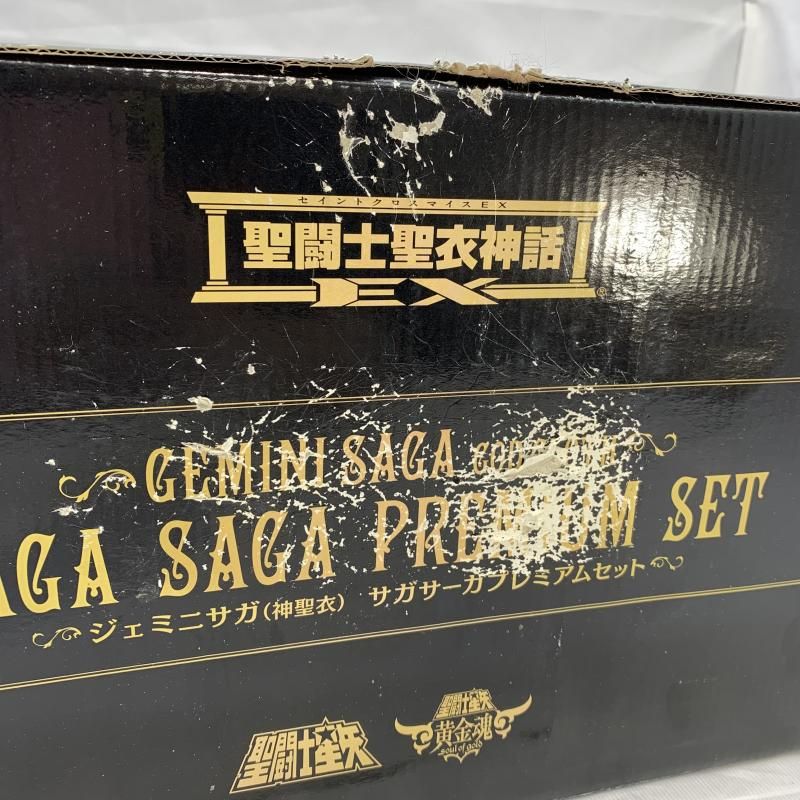 セイントクロスマイスEX
聖闘士聖衣神話
EX
GEMINI SAGA
AGA SAGA PREMIUM SET
ジェミニサガ(神聖衣) サガサーガプレミアムセット
聖闘士星矢
聖闘士星矢
黄金魂
soul of gold